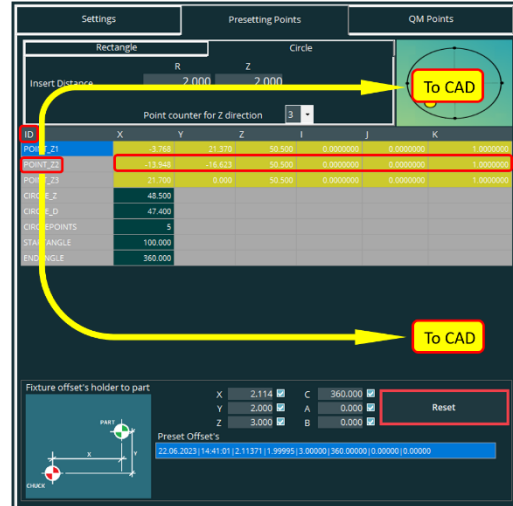 Settings
Presetting Points
QM Points
Rectangle
Circle
R Z
Insert Distance 2.000 2.000
To CAD
Point counter for Z direction 3
ID X Y Z I J K
POINT_Z1 -3.768 21.370 50.500 0.0000000 0.0000000 1.0000000
POINT_Z2 -13.948 -16.623 50.500 0.0000000 0.0000000 1.0000000
POINT_Z3 21.700 0.000 50.500 0.0000000 0.0000000 1.0000000
CIRCLE_Z 48.500
CIRCLE_D 47.400
CIRCLEPOINTS 5
STARTANGLE 100.000
ENDANGLE 360.000
To CAD
Fixture offset's holder to part
X 2.114 C 360.000
Y 2.000 A 0.000
Z 3.000 B 0.000
Reset
PART
X
Y
CHUCK
Preset Offset's
22.06.2023|14:41:01|2.11371|1.99995|3.00000|360.00000|0.00000|0.00000